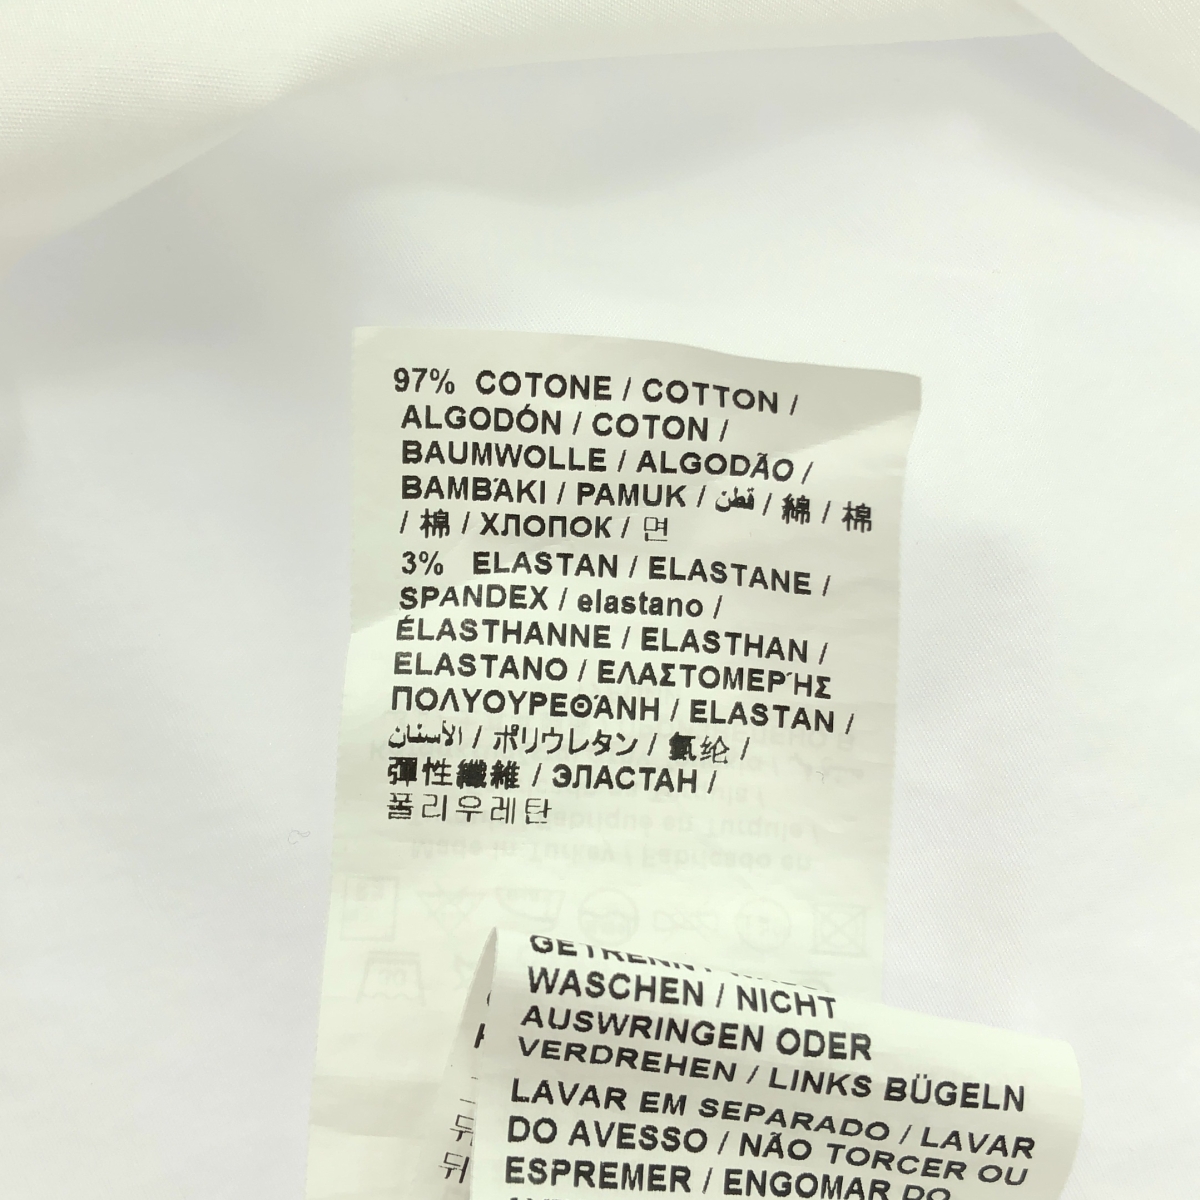 97% COTONE / COTTON /
ALGODÓN / COTON /
BAUMWOLLE / ALGODÃO /
ΒΑΜΒΆΚΙ / PAMUK / قطن / 綿 / 棉
/ 棉 / ХЛОПОК / 면
3% ELASTAN / ELASTANE /
SPANDEX / elastano /
ÉLASTHANNE / ELASTHAN /
ELASTANO / ΕΛΑΣΤΟΜΕΡΉΣ
ΠΟΛΥΟΥΡΕΘΆΝΗ / ELASTAN /
الأسنان / ポリウレタン / 氨纶 /
彈性纖維 / ЭЛАСТАН /
폴리우레탄
WASCHEN / NICHT
AUSWRINGEN ODER
VERDREHEN / LINKS BÜGELN
LAVAR EM SEPARADO / LAVAR
DO AVESSO / NÃO TORCER OU
ESPREMER / ENGOMAR DO